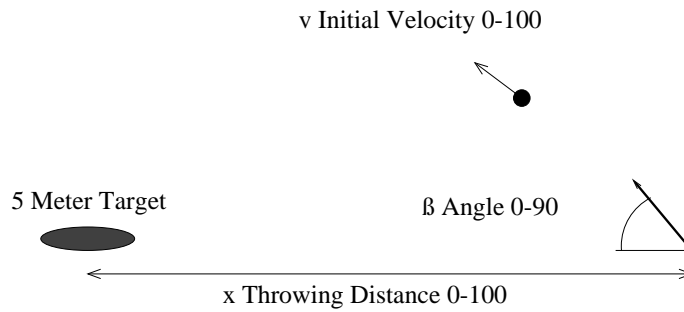 v Initial Velocity 0-100
5 Meter Target
ß Angle 0-90
x Throwing Distance 0-100